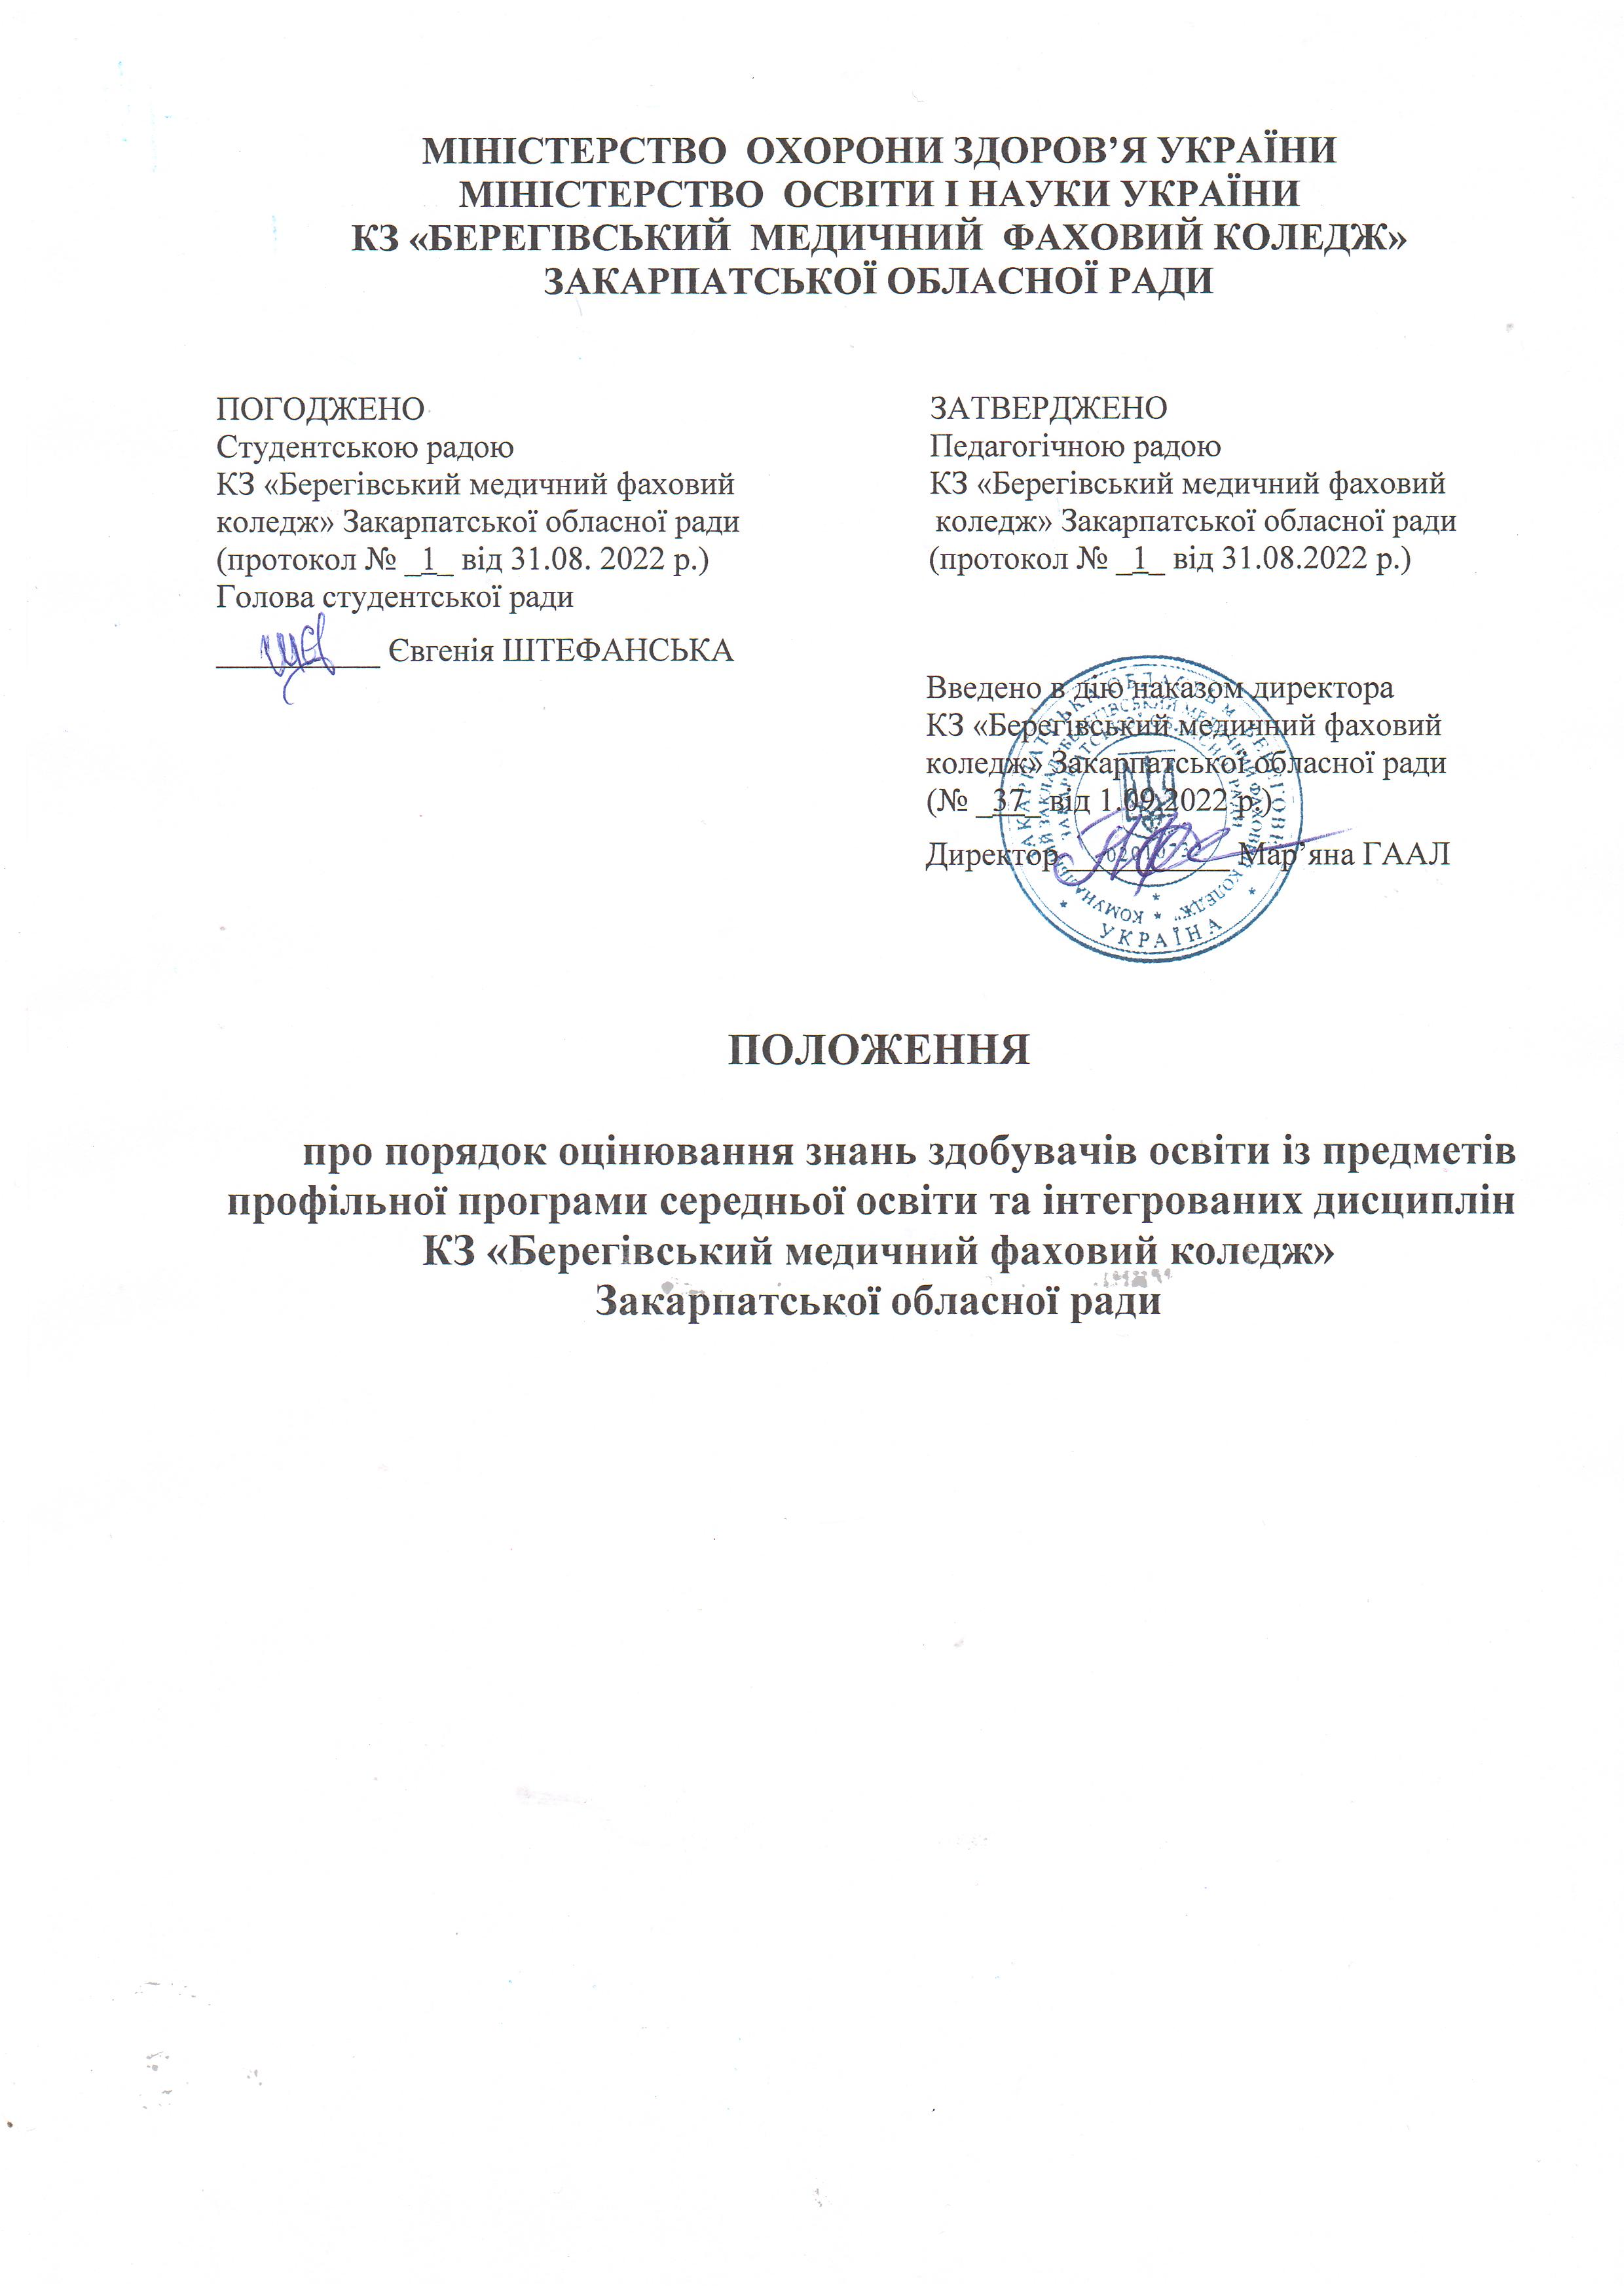 МІНІСТЕРСТВО ОХОРОНИ ЗДОРОВ’Я УКРАЇНИ
МІНІСТЕРСТВО ОСВІТИ І НАУКИ УКРАЇНИ
КЗ «БЕРЕГІВСЬКИЙ МЕДИЧНИЙ ФАХОВИЙ КОЛЕДЖ»
ЗАКАРПАТСЬКОЇ ОБЛАСНОЇ РАДИ
ПОГОДЖЕНО
Студентською радою
КЗ «Берегівський медичний фаховий
коледж» Закарпатської обласної ради
(протокол № _1_ від 31.08. 2022 р.)
Голова студентської ради
__________ Євгенія ШТЕФАНСЬКА
ЗАТВЕРДЖЕНО
Педагогічною радою
КЗ «Берегівський медичний фаховий
коледж» Закарпатської обласної ради
(протокол № _1_ від 31.08.2022 р.)
Введено в дію наказом директора
КЗ «Берегівський медичний фаховий
коледж» Закарпатської обласної ради
(№ _37_ від 1.09.2022 р.)
Директор __________ Мар’яна ГААЛ
УКРАЇНА
ПОЛОЖЕННЯ
про порядок оцінювання знань здобувачів освіти із предметів
профільної програми середньої освіти та інтегрованих дисциплін
КЗ «Берегівський медичний фаховий коледж»
Закарпатської обласної ради